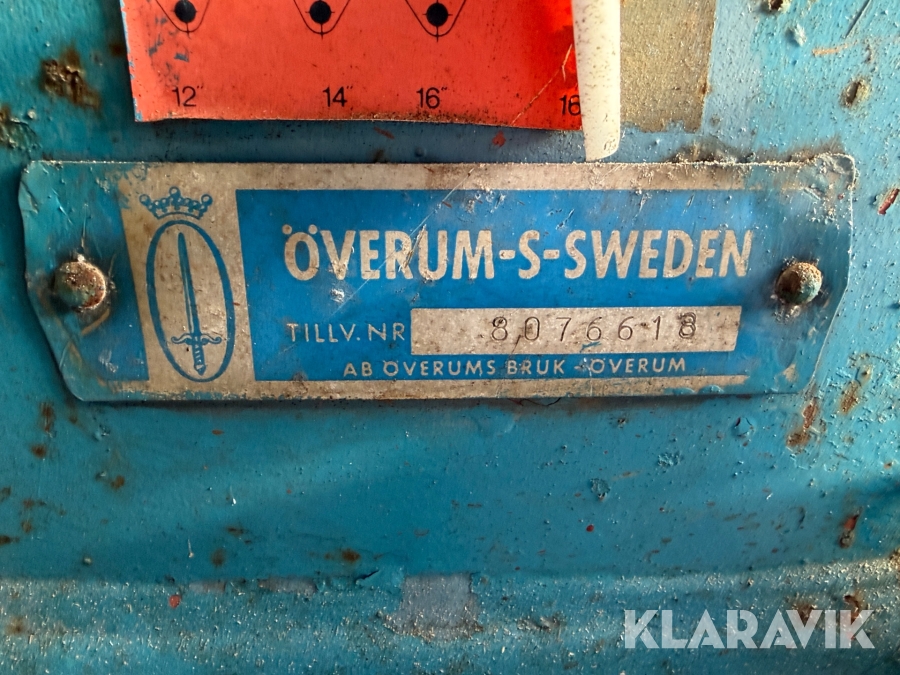 12" 14" 16"
ÖVERUM-S-SWEDEN
TILLV. NR 8076618
AB ÖVERUMS BRUK - ÖVERUM
KLARAVIK